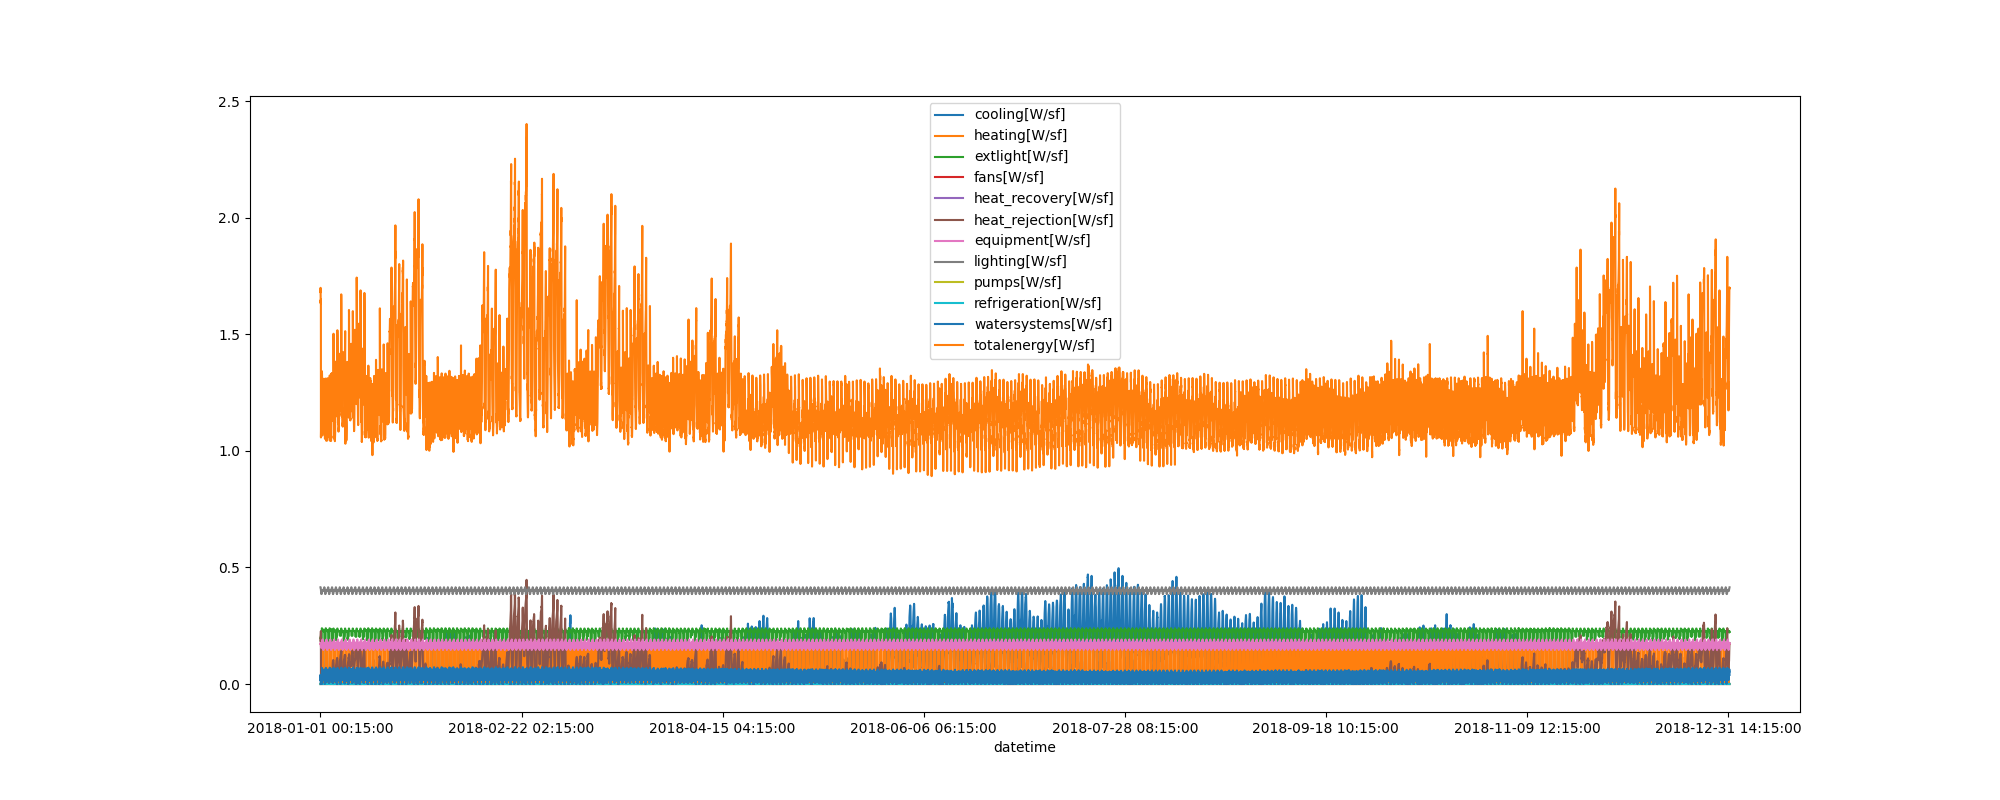 2.5
2.0
1.5
1.0
0.5
0.0
cooling[W/sf]
heating[W/sf]
extlight[W/sf]
fans[W/sf]
heat_recovery[W/sf]
heat_rejection[W/sf]
equipment[W/sf]
lighting[W/sf]
pumps[W/sf]
refrigeration[W/sf]
watersystems[W/sf]
totalenergy[W/sf]
2018-01-01 00:15:00 2018-02-22 02:15:00 2018-04-15 04:15:00 2018-06-06 06:15:00 2018-07-28 08:15:00 2018-09-18 10:15:00 2018-11-09 12:15:00 2018-12-31 14:15:00
datetime